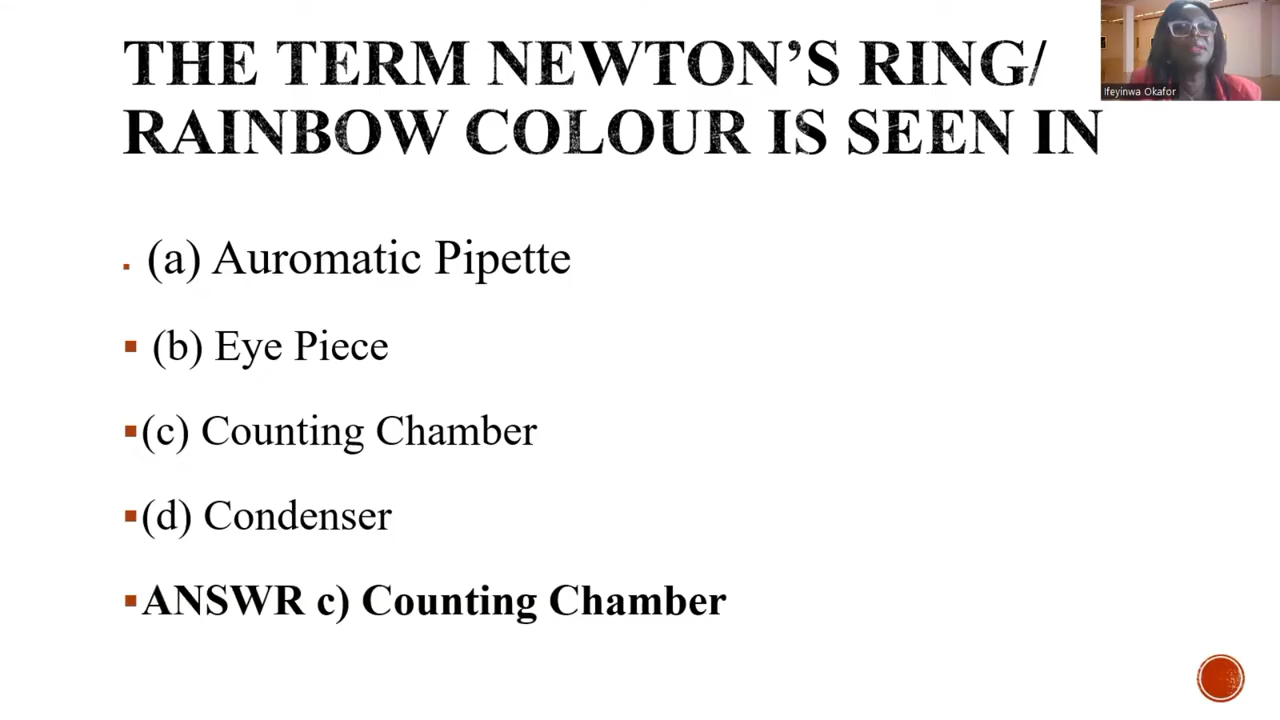 THE TERM NEWTON'S RING/
RAINBOW COLOUR IS SEEN IN
Ifeyinwa Okafor
(a) Auromatic Pipette
(b) Eye Piece
(c) Counting Chamber
(d) Condenser
ANSWR c) Counting Chamber